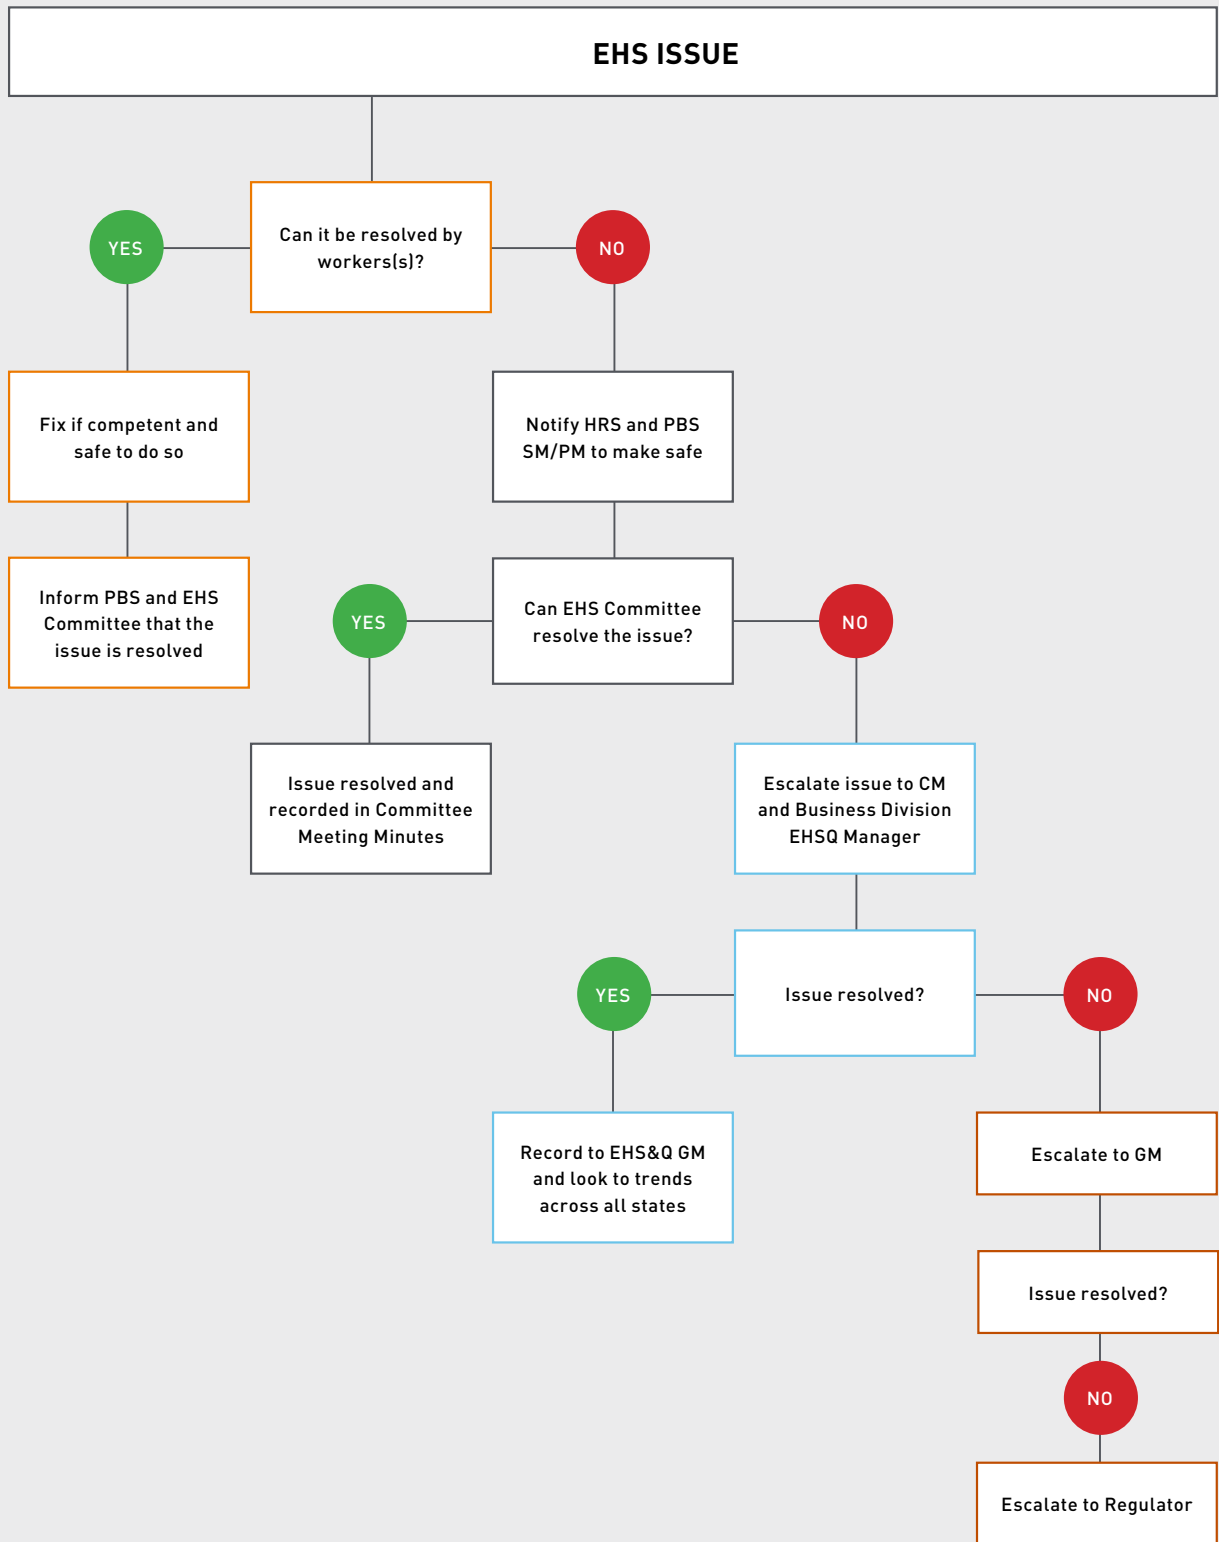 EHS ISSUE
Can it be resolved by
workers(s)?
YES
NO
Fix if competent and
safe to do so
Notify HRS and PBS
SM/PM to make safe
Inform PBS and EHS
Committee that the
issue is resolved
Can EHS Committee
resolve the issue?
YES
NO
Issue resolved and
recorded in Committee
Meeting Minutes
Escalate issue to CM
and Business Division
EHSQ Manager
Issue resolved?
YES
NO
Record to EHS&Q GM
and look to trends
across all states
Escalate to GM
Issue resolved?
NO
Escalate to Regulator